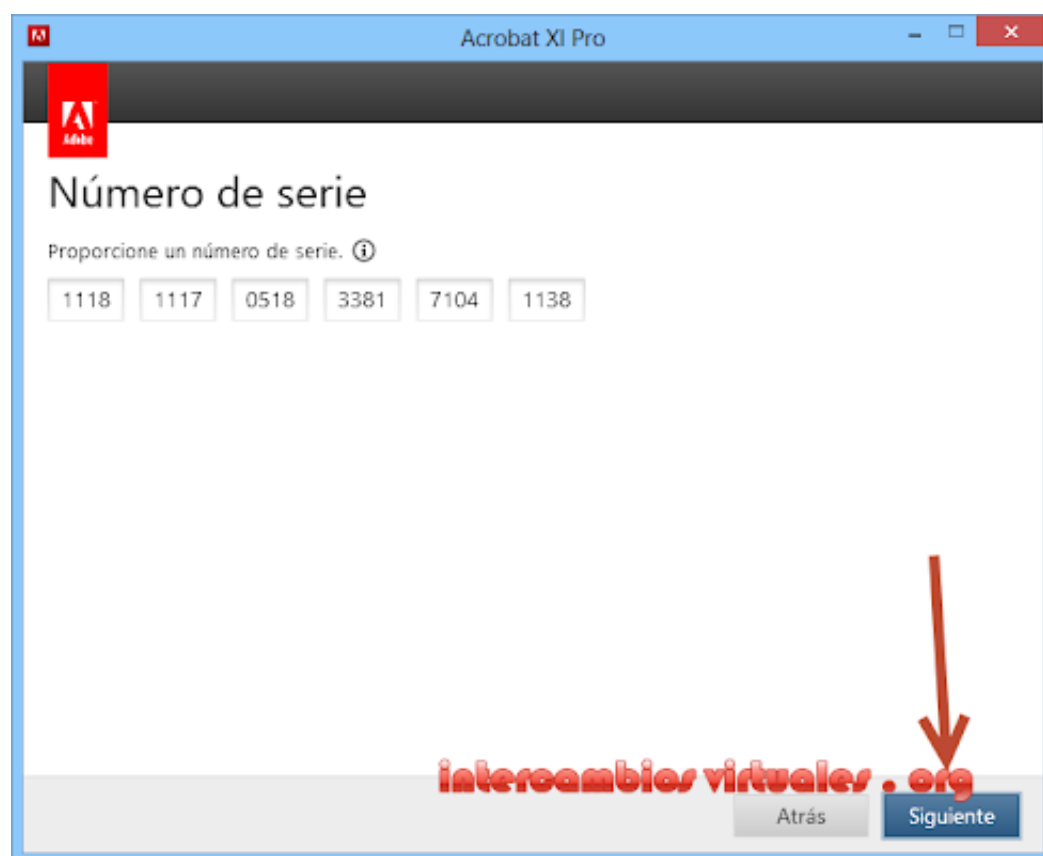 Acrobat XI Pro
Adobe
Número de serie
Proporcione un número de serie.
1118 1117 0518 3381 7104 1138
intercambios virtuales . org
Atrás Siguiente